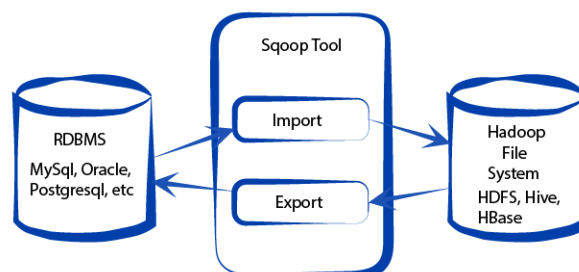 Sqoop Tool
RDBMS
MySql, Oracle,
Postgresql, etc
Import
Export
Hadoop
File
System
HDFS, Hive,
HBase